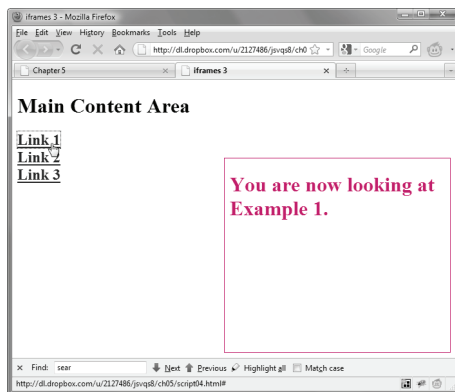 iframes 3 - Mozilla Firefox
File Edit View History Bookmarks Tools Help
http://dl.dropbox.com/u/2127486/jsvqs8/ch0
Google
Chapter 5
iframes 3
Main Content Area
Link 1
Link 2
Link 3
You are now looking at
Example 1.
Find: sear Next Previous Highlight all Match case
http://dl.dropbox.com/u/2127486/jsvqs8/ch05/script04.html#